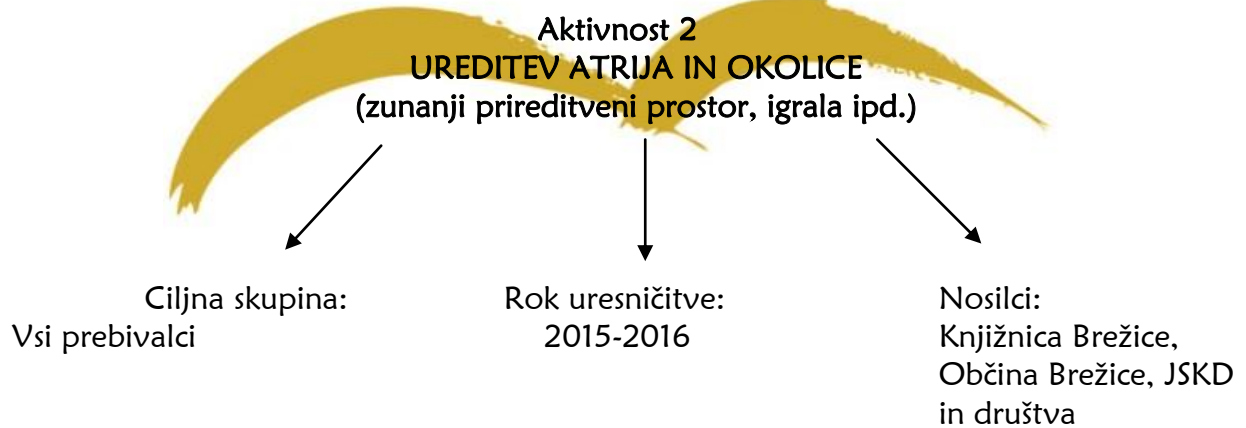 Aktivnost 2
UREDITEV ATRIJA IN OKOLICE
(zunanji prireditveni prostor, igrala ipd.)
Ciljna skupina:
Vsi prebivalci
Rok uresničitve:
2015-2016
Nosilci:
Knjižnica Brežice,
Občina Brežice, JSKD
in društva